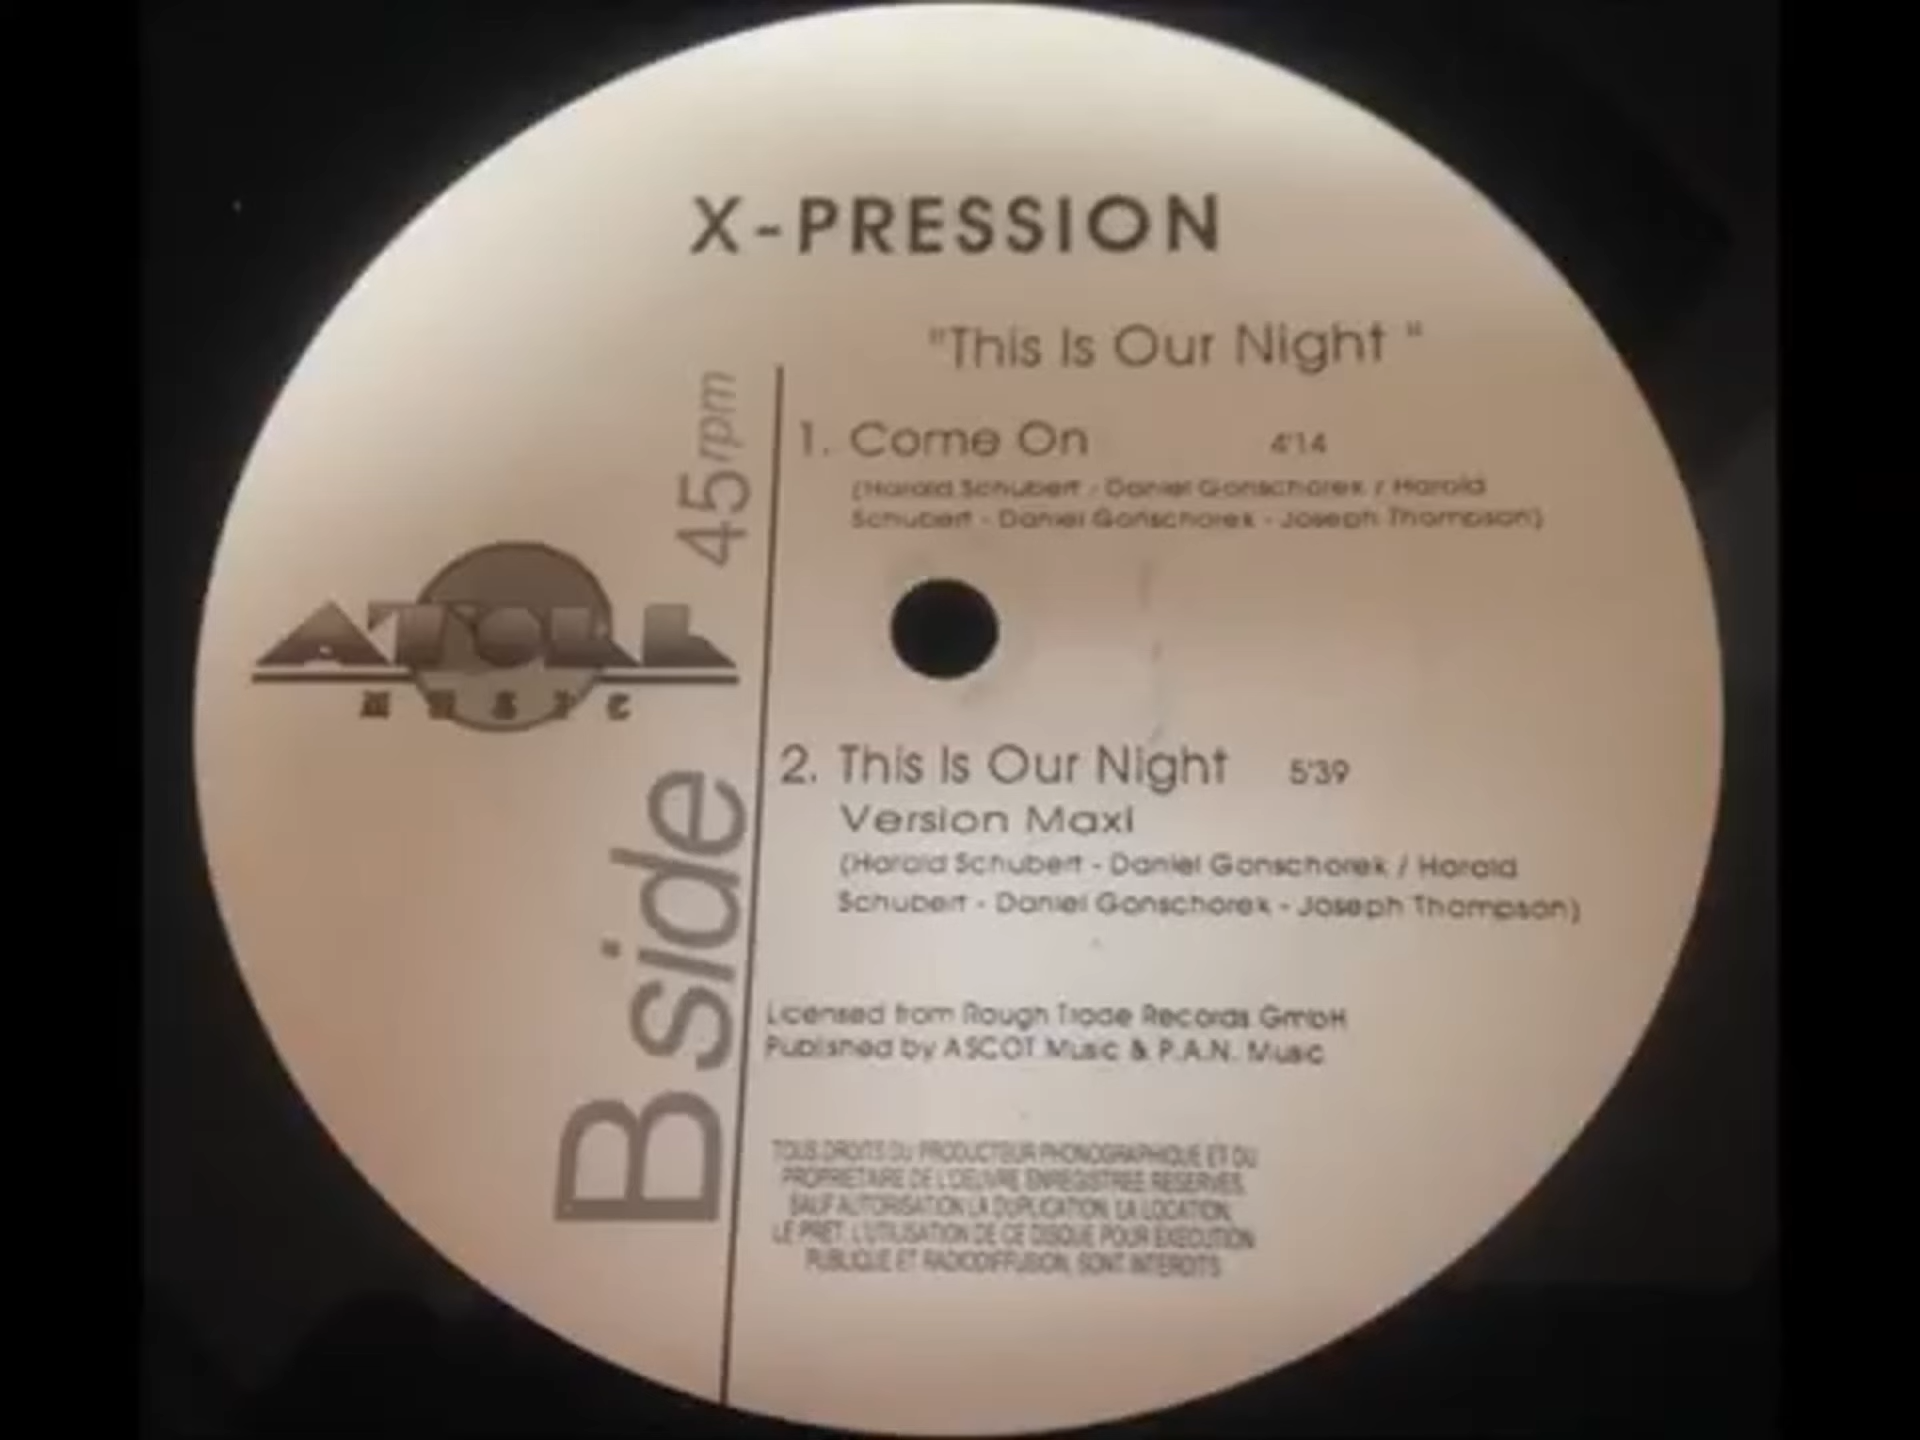 X-PRESSION
"This Is Our Night "
45rpm
1. Come On 4'14
(Harald Schubert - Daniel Gonschorek / Harald
Schubert - Daniel Gonschorek - Joseph Thompson)
ATOLL
MUSIC
2. This Is Our Night 5'39
Version Maxi
(Harald Schubert - Daniel Gonschorek / Harald
Schubert - Daniel Gonschorek - Joseph Thompson)
B side
Licensed from Rough Trade Records GmbH
Published by ASCOT Music & P.A.N. Music
TOUS DROITS DU PRODUCTEUR PHONOGRAPHIQUE ET DU
PROPRIETAIRE DE L'OEUVRE ENREGISTREE RESERVES.
SAUF AUTORISATION LA DUPLICATION, LA LOCATION,
LE PRET, L'UTILISATION DE CE DISQUE POUR EXECUTION
PUBLIQUE ET RADIODIFFUSION, SONT INTERDITS